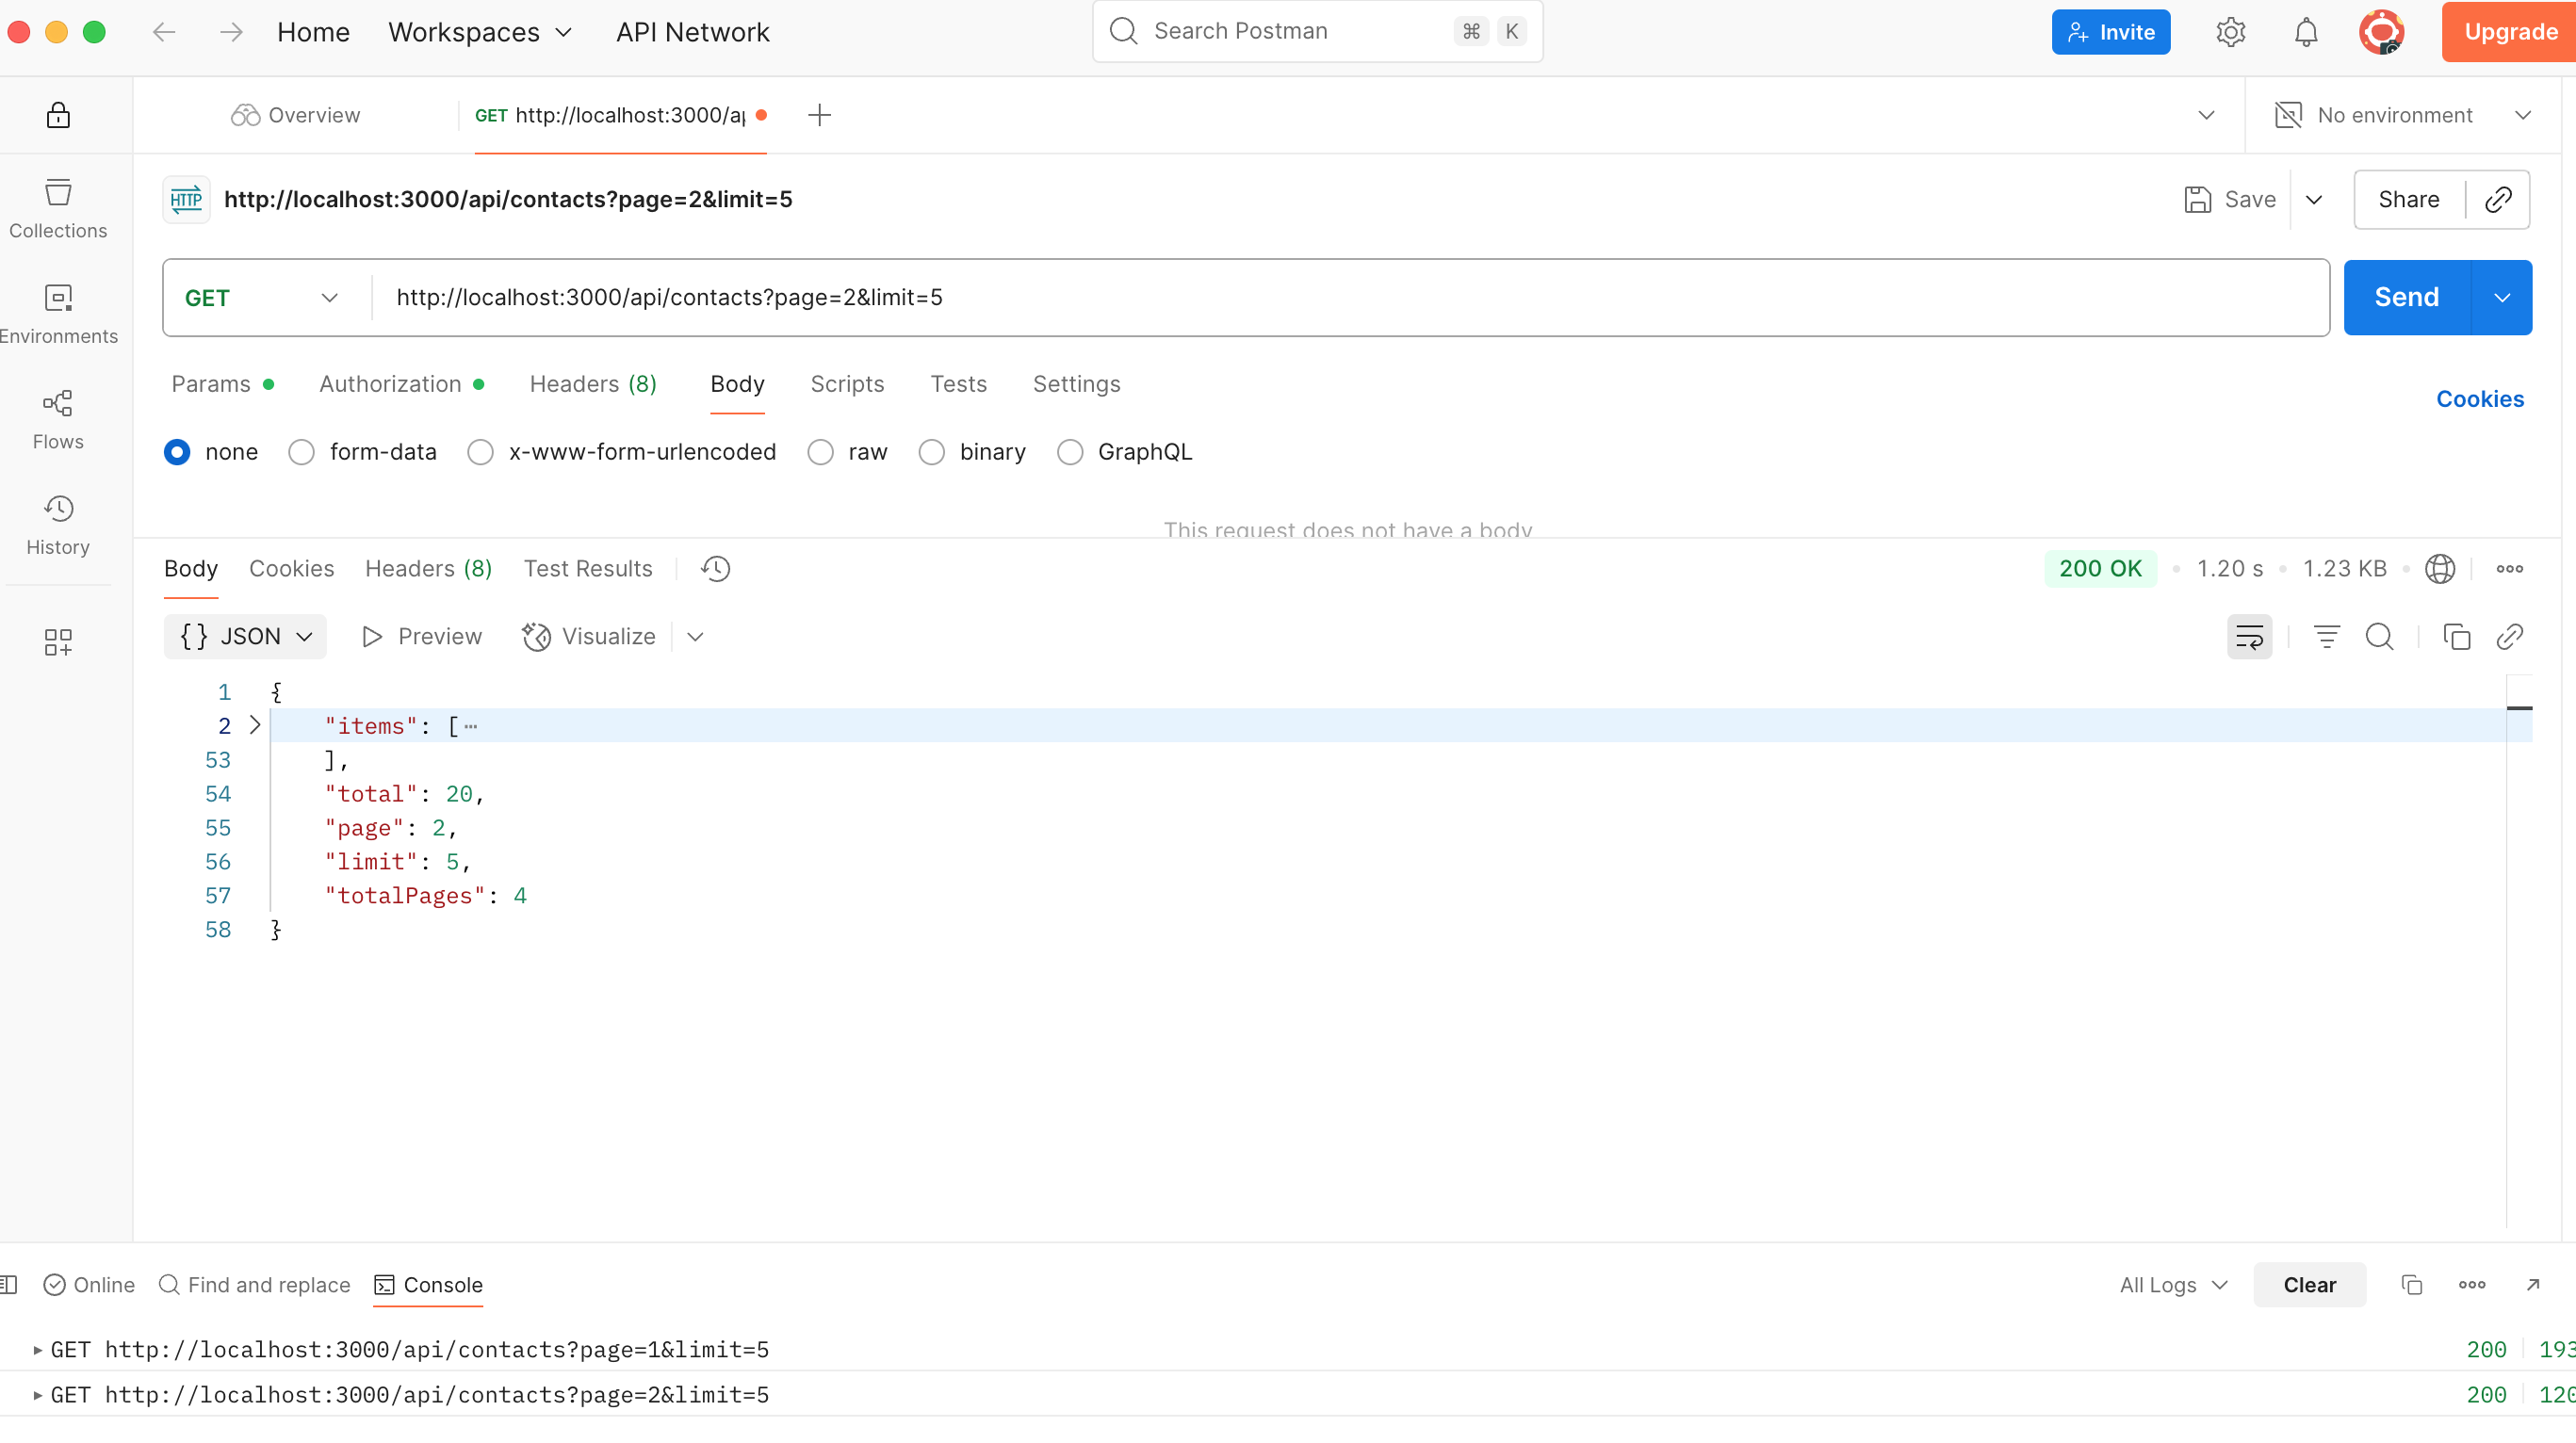 Home Workspaces API Network Search Postman ⌘ K Invite Upgrade
Overview GET http://localhost:3000/ap No environment
HTTP http://localhost:3000/api/contacts?page=2&limit=5 Save Share
Collections
GET http://localhost:3000/api/contacts?page=2&limit=5 Send
Environments
Params Authorization Headers (8) Body Scripts Tests Settings Cookies
Flows
none form-data x-www-form-urlencoded raw binary GraphQL
This request does not have a body
History
Body Cookies Headers (8) Test Results 200 OK • 1.20 s • 1.23 KB •
{} JSON Preview Visualize
1 {
2 "items": [ ⋯
53 ],
54 "total": 20,
55 "page": 2,
56 "limit": 5,
57 "totalPages": 4
58 }
Online Find and replace Console All Logs Clear
GET http://localhost:3000/api/contacts?page=1&limit=5 200 193
GET http://localhost:3000/api/contacts?page=2&limit=5 200 120